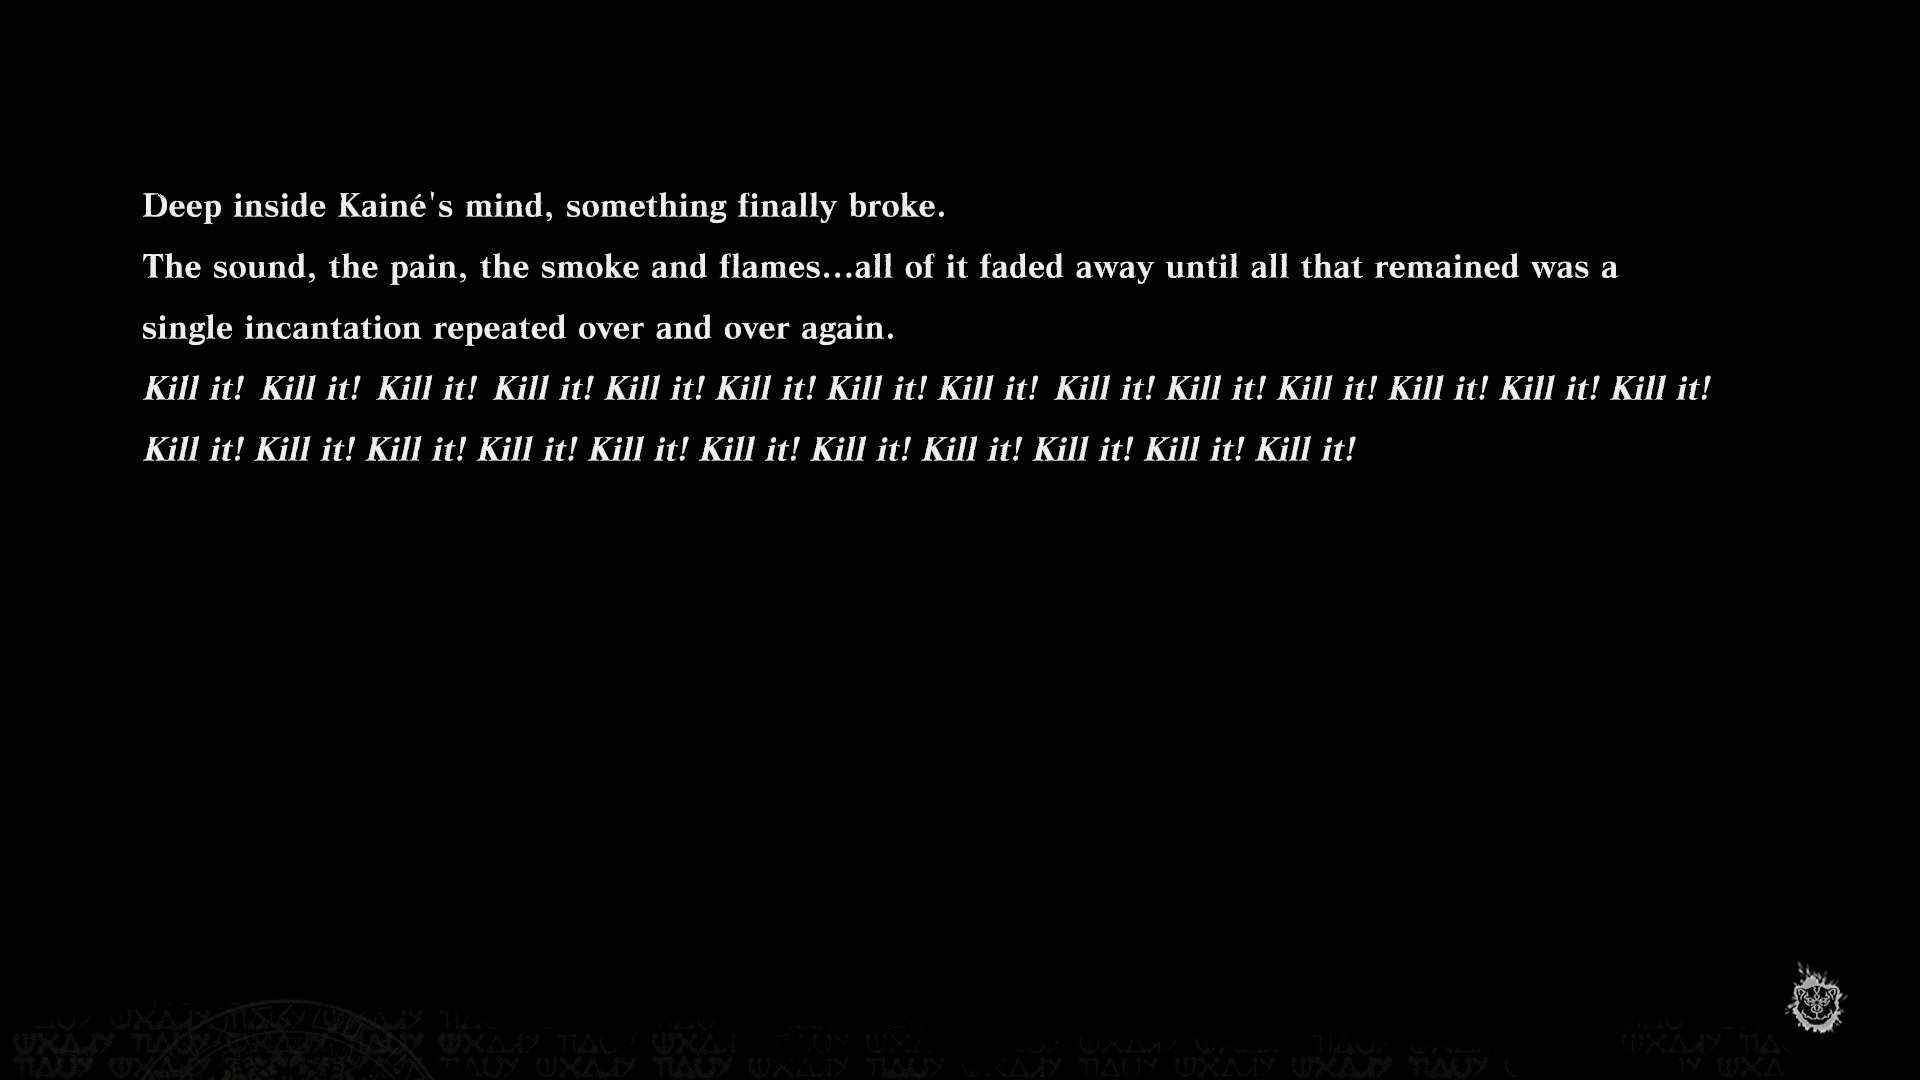 Deep inside Kainé's mind, something finally broke.
The sound, the pain, the smoke and flames...all of it faded away until all that remained was a
single incantation repeated over and over again.
Kill it! Kill it! Kill it! Kill it! Kill it! Kill it! Kill it! Kill it! Kill it! Kill it! Kill it! Kill it! Kill it! Kill it!
Kill it! Kill it! Kill it! Kill it! Kill it! Kill it! Kill it! Kill it! Kill it! Kill it! Kill it!